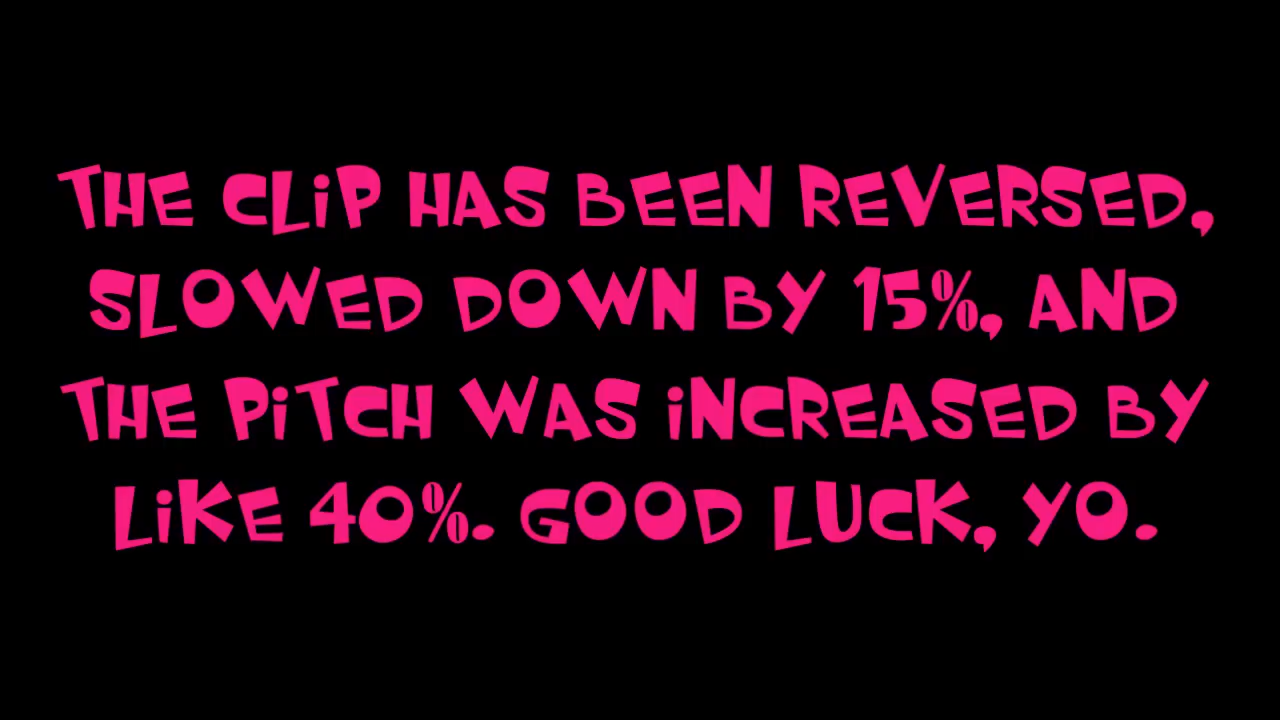 THE CLiP HAS BEEN REVERSED,
SLOWED DOWN BY 15%, AND
THE PiTCH WAS iNCREASED BY
LiKE 40%. GOOD LUCK, YO.